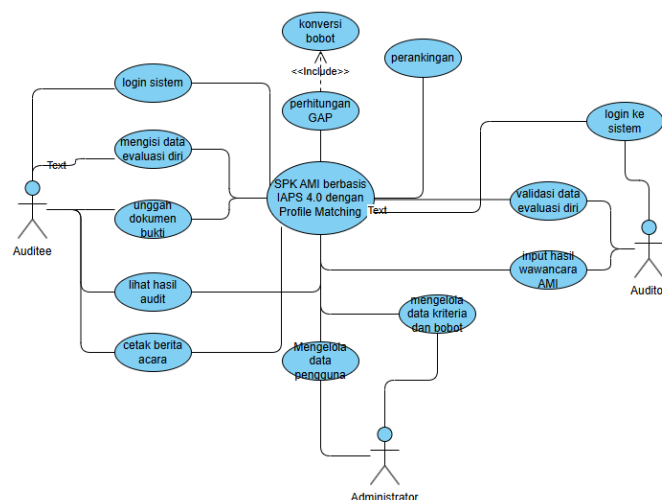 konversi
bobot
<<Include>>
perankingan
login sistem
perhitungan
GAP
login ke
sistem
mengisi data
evaluasi diri
Text
SPK AMI berbasis
IAPS 4.0 dengan
Profile Matching
Text
validasi data
evaluasi diri
unggah
dokumen
bukti
Auditee
input hasil
wawancara
AMI
Auditor
lihat hasil
audit
mengelola
data kriteria
dan bobot
cetak berita
acara
Mengelola
data
pengguna
Administrator